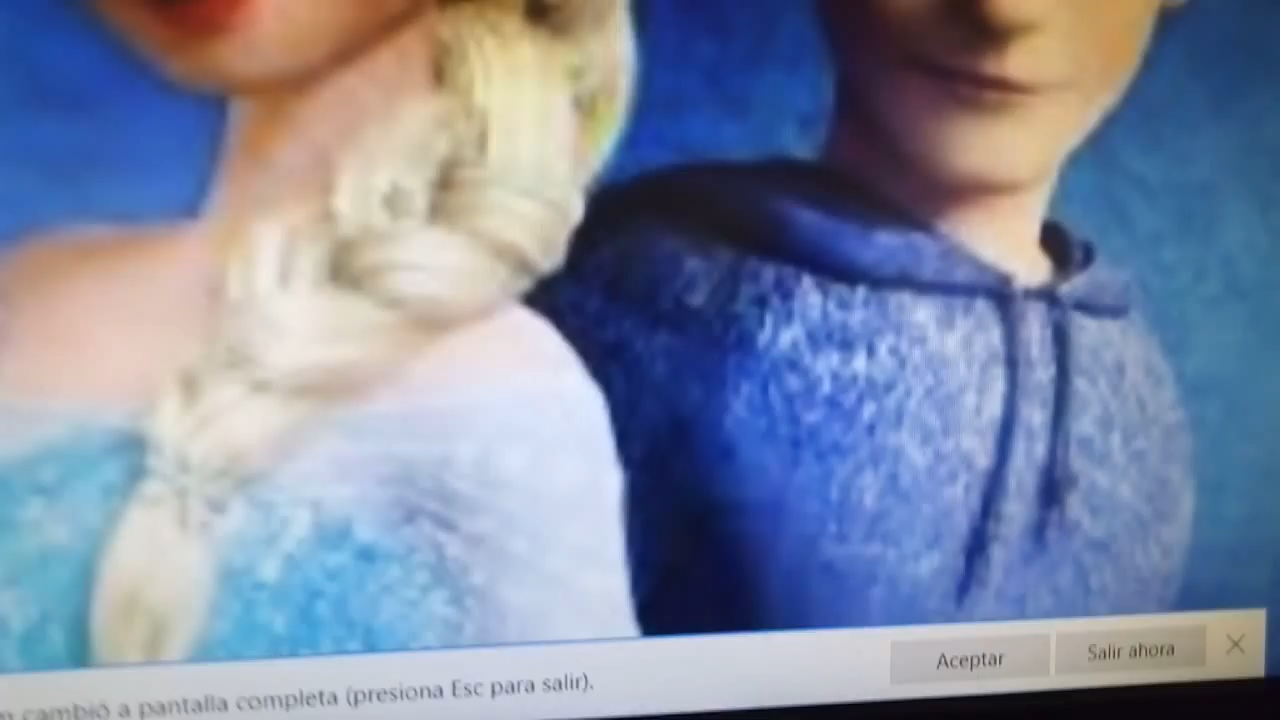 Aceptar
Salir ahora
cambió a pantalla completa (presiona Esc para salir).